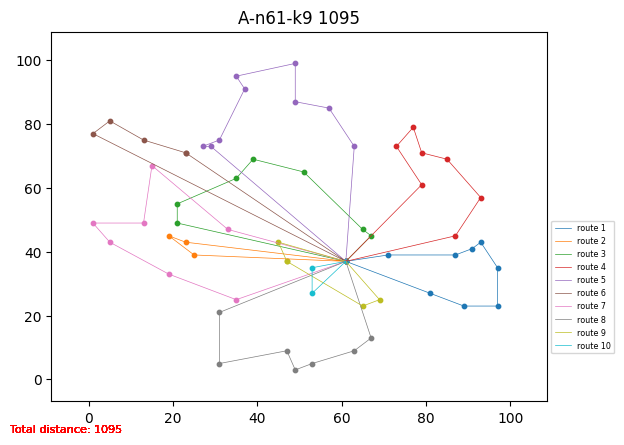 A-n61-k9 1095
100
80
60
40
20
0
0 20 40 60 80 100
route 1
route 2
route 3
route 4
route 5
route 6
route 7
route 8
route 9
route 10
Total distance: 1095